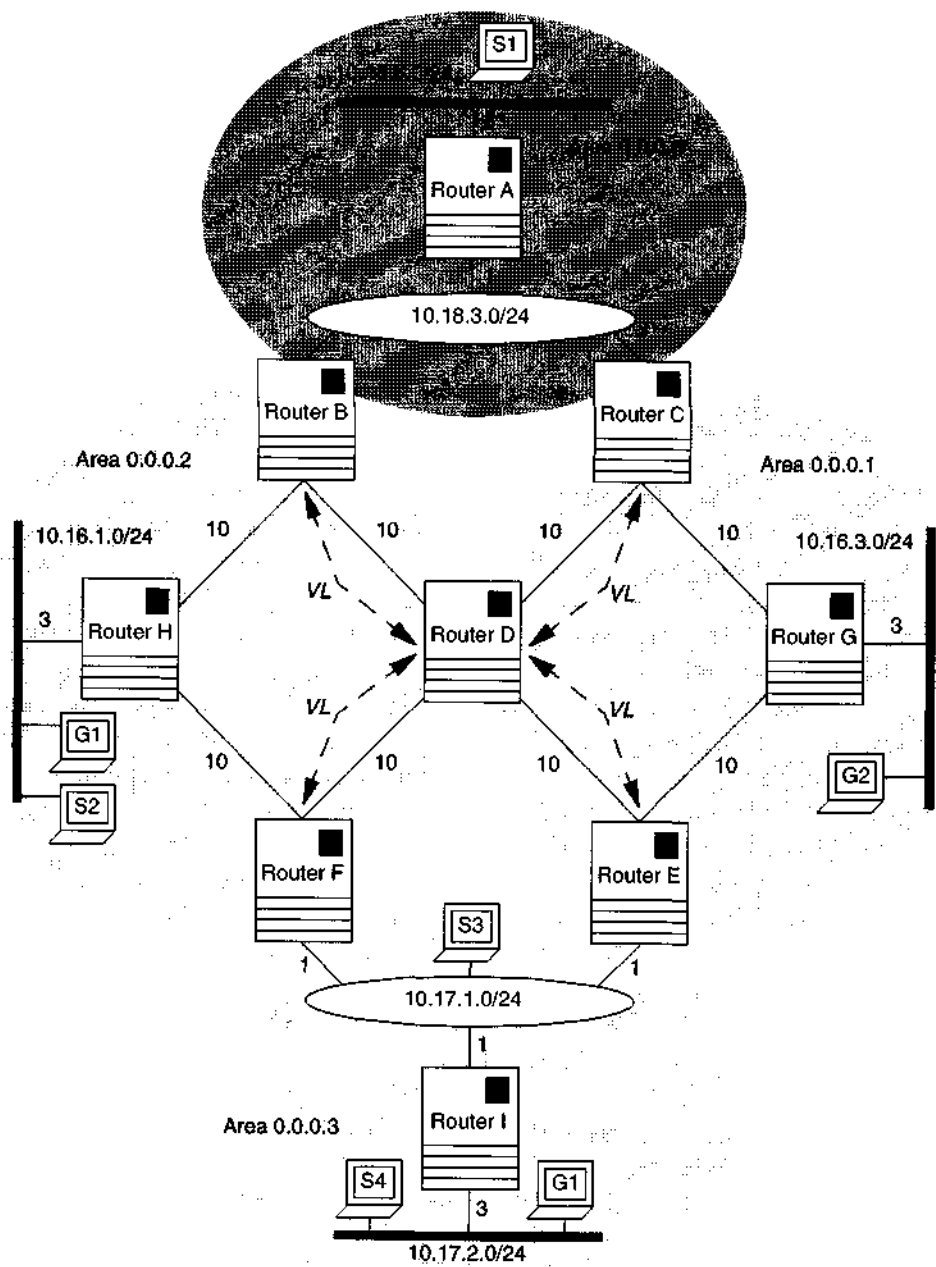 S1
Router A
10.18.3.0/24
Router B
Router C
Area 0.0.0.2
Area 0.0.0.1
10
10
10
10
10.16.1.0/24
10.16.3.0/24
VL
VL
3
Router H
Router D
Router G
3
VL
VL
G1
10
10
10
10
G2
S2
Router F
Router E
S3
1
1
10.17.1.0/24
1
Area 0.0.0.3
Router I
S4
G1
3
10.17.2.0/24